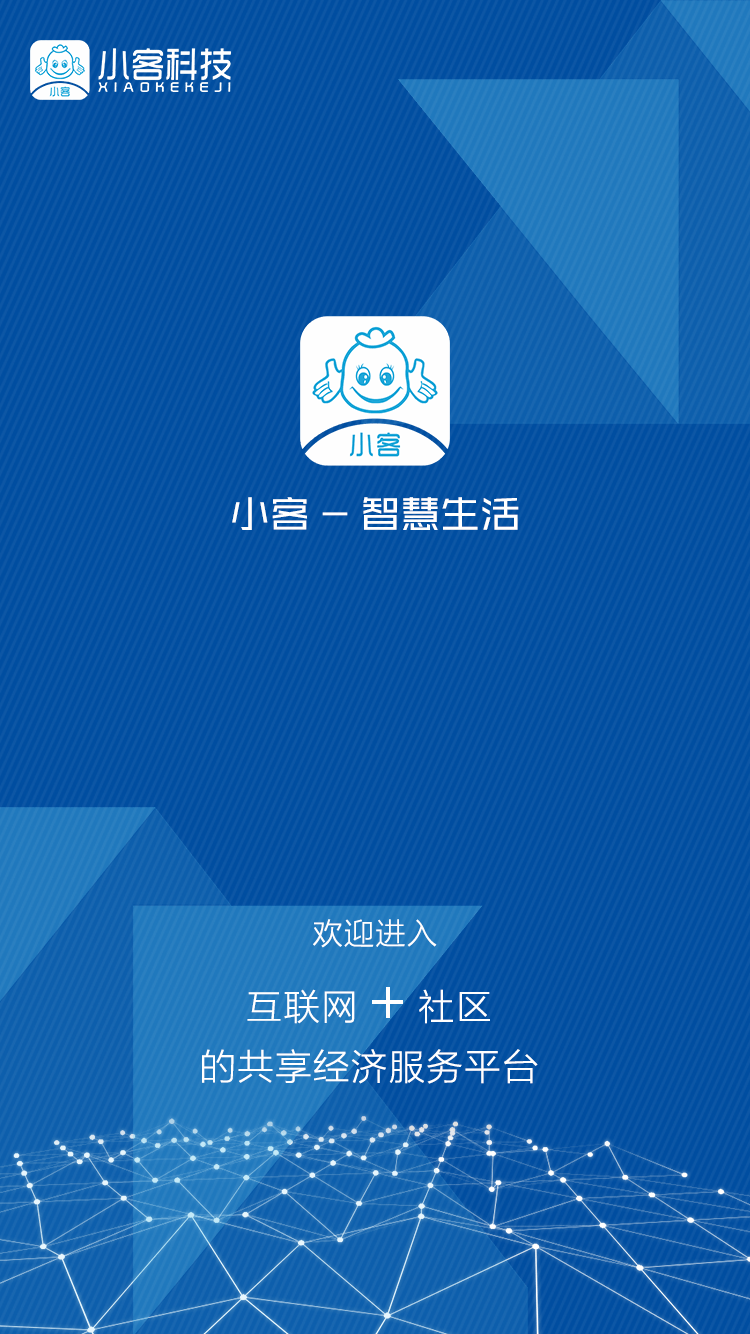 小客
小客科技
XIAOKEKEJI
小客
小客 – 智慧生活
欢迎进入
互联网 + 社区
的共享经济服务平台